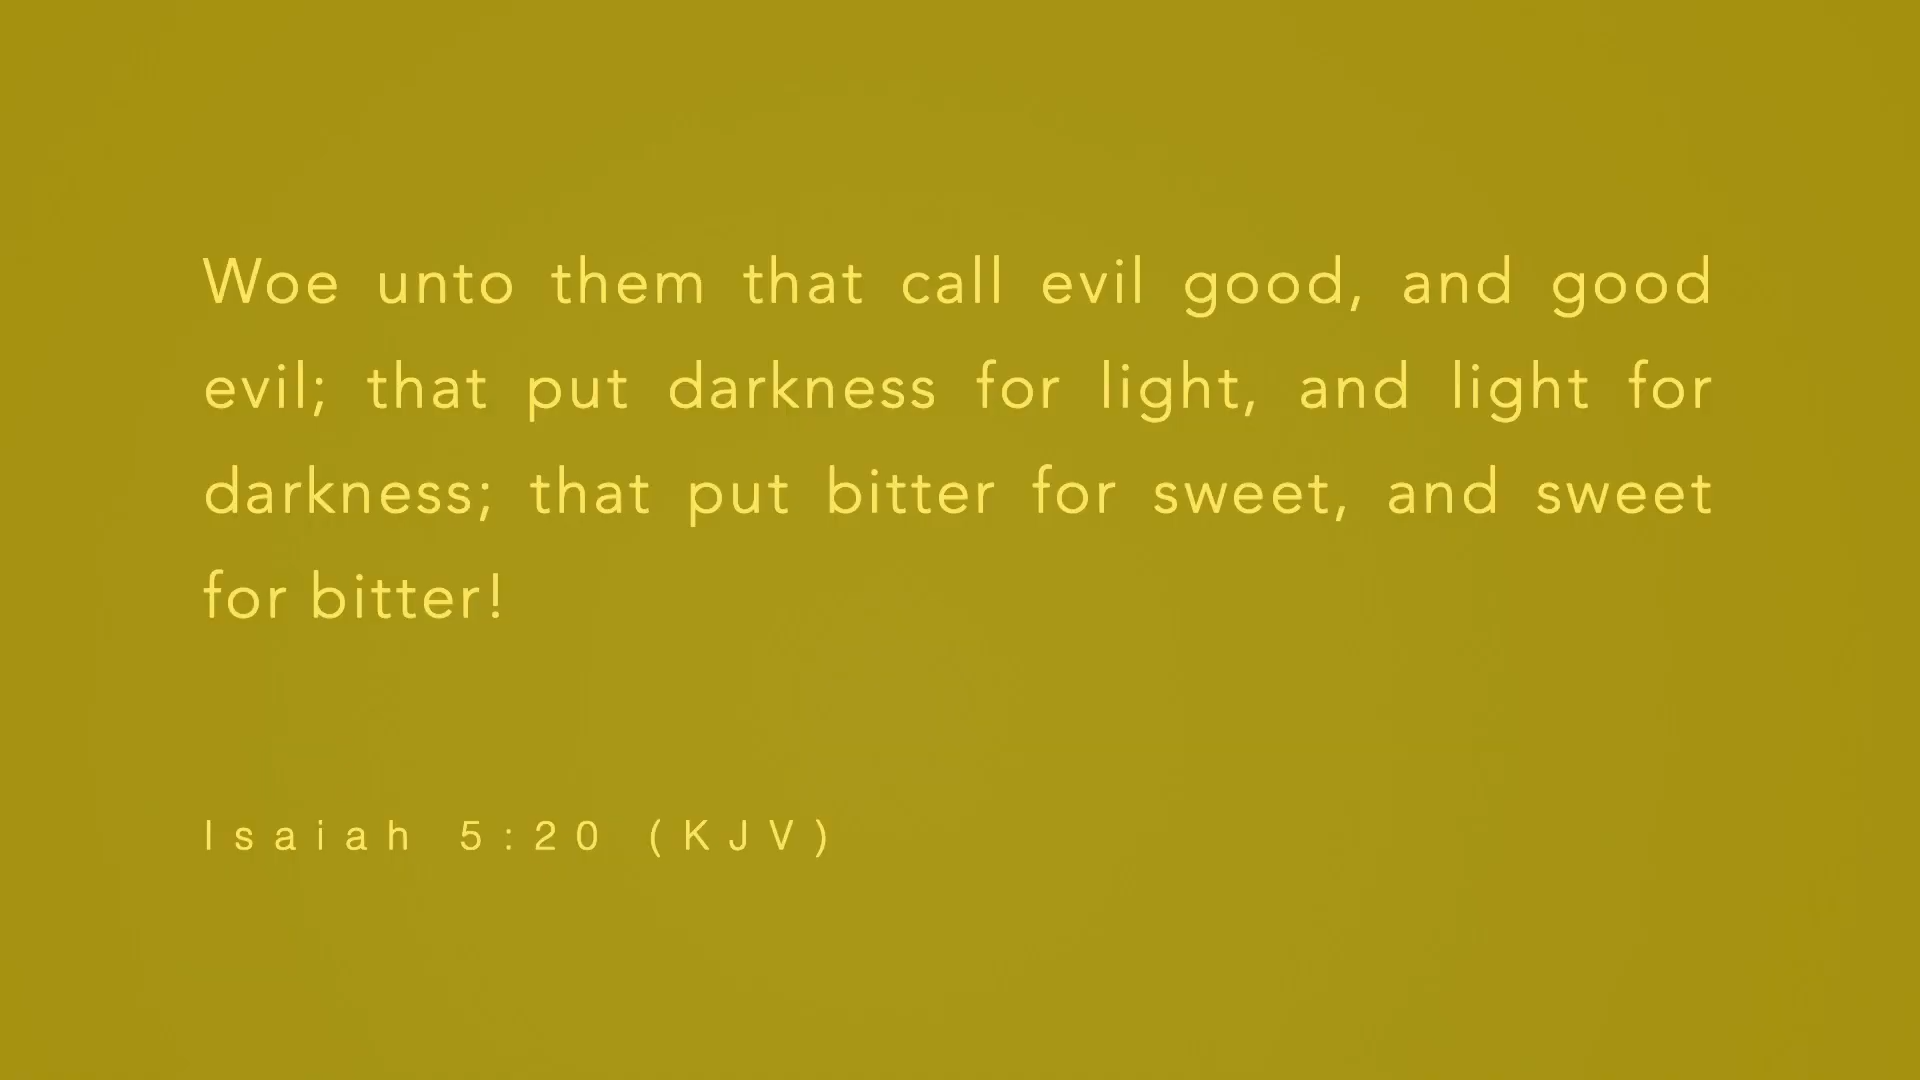 Woe unto them that call evil good, and good
evil; that put darkness for light, and light for
darkness; that put bitter for sweet, and sweet
for bitter!
Isaiah 5:20 (KJV)